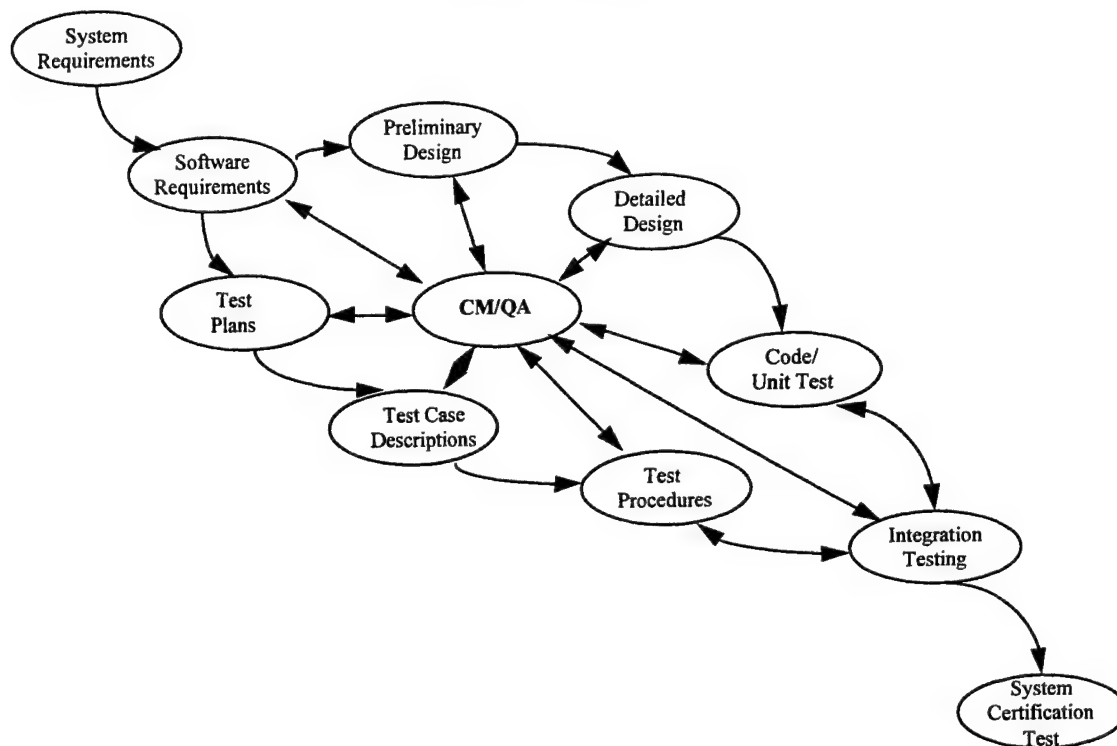 System
Requirements
Preliminary
Design
Software
Requirements
Detailed
Design
Test
Plans
CM/QA
Code/
Unit Test
Test Case
Descriptions
Test
Procedures
Integration
Testing
System
Certification
Test